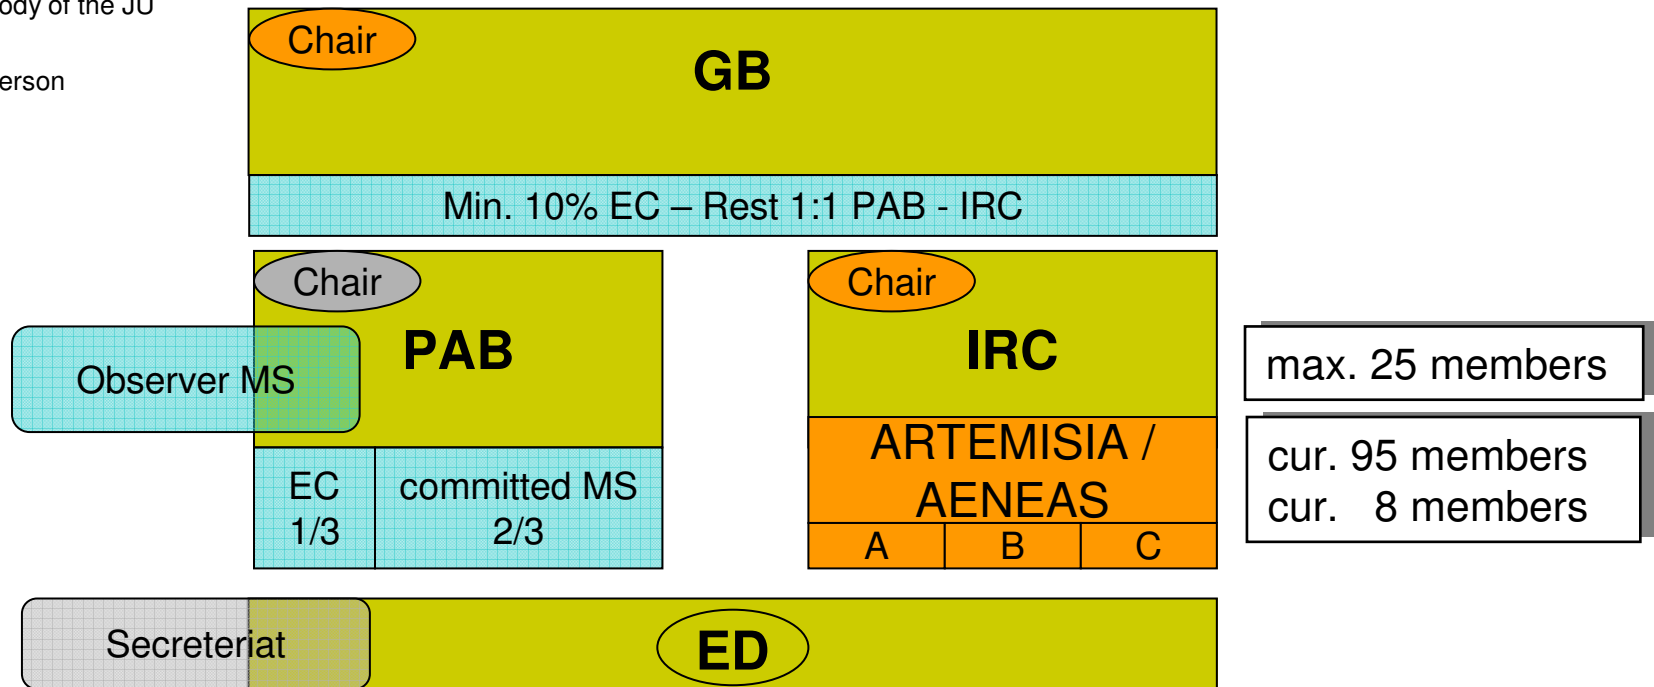 ody of the JU
erson
Chair
GB
Min. 10% EC – Rest 1:1 PAB - IRC
Chair
PAB
Observer MS
EC
1/3
committed MS
2/3
Chair
IRC
ARTEMISIA /
AENEAS
A B C
max. 25 members
cur. 95 members
cur. 8 members
Secreteriat
ED